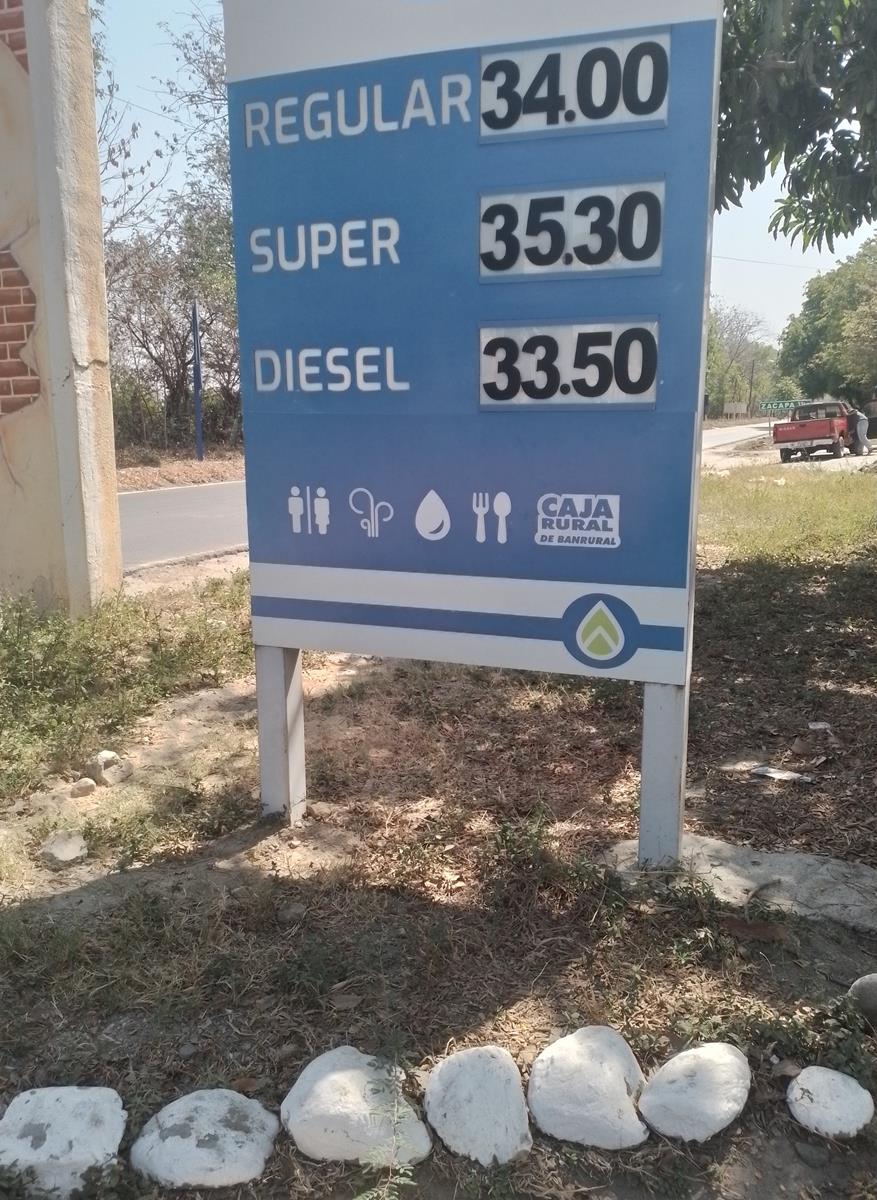 REGULAR 34.00
SUPER 35.30
DIESEL 33.50
CAJA
RURAL
DE BANRURAL
ZACAPA